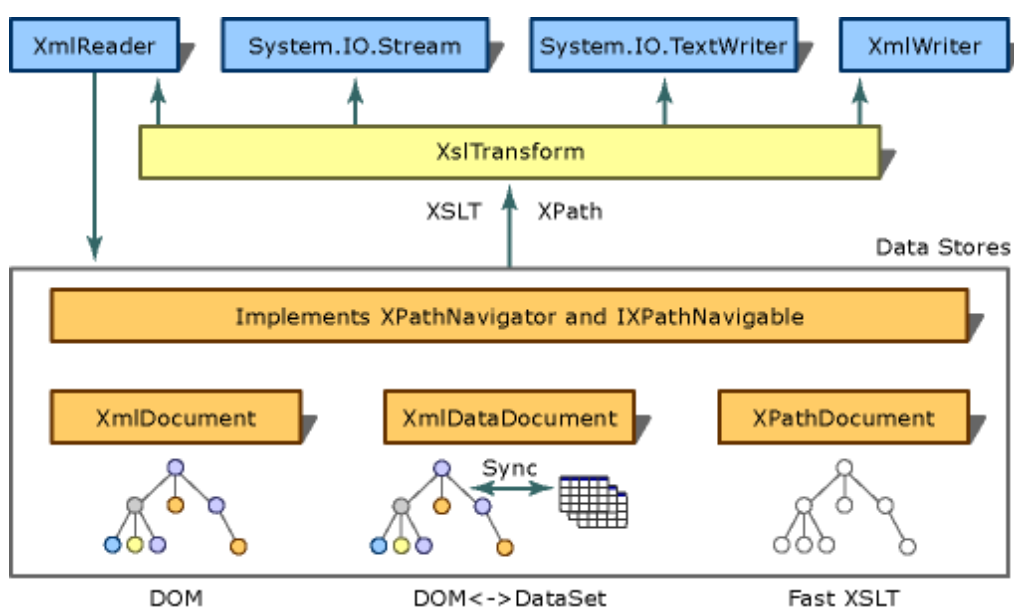 XmlReader
System.IO.Stream
System.IO.TextWriter
XmlWriter
XslTransform
XSLT
XPath
Data Stores
Implements XPathNavigator and IXPathNavigable
XmlDocument
XmlDataDocument
XPathDocument
Sync
DOM
DOM<->DataSet
Fast XSLT